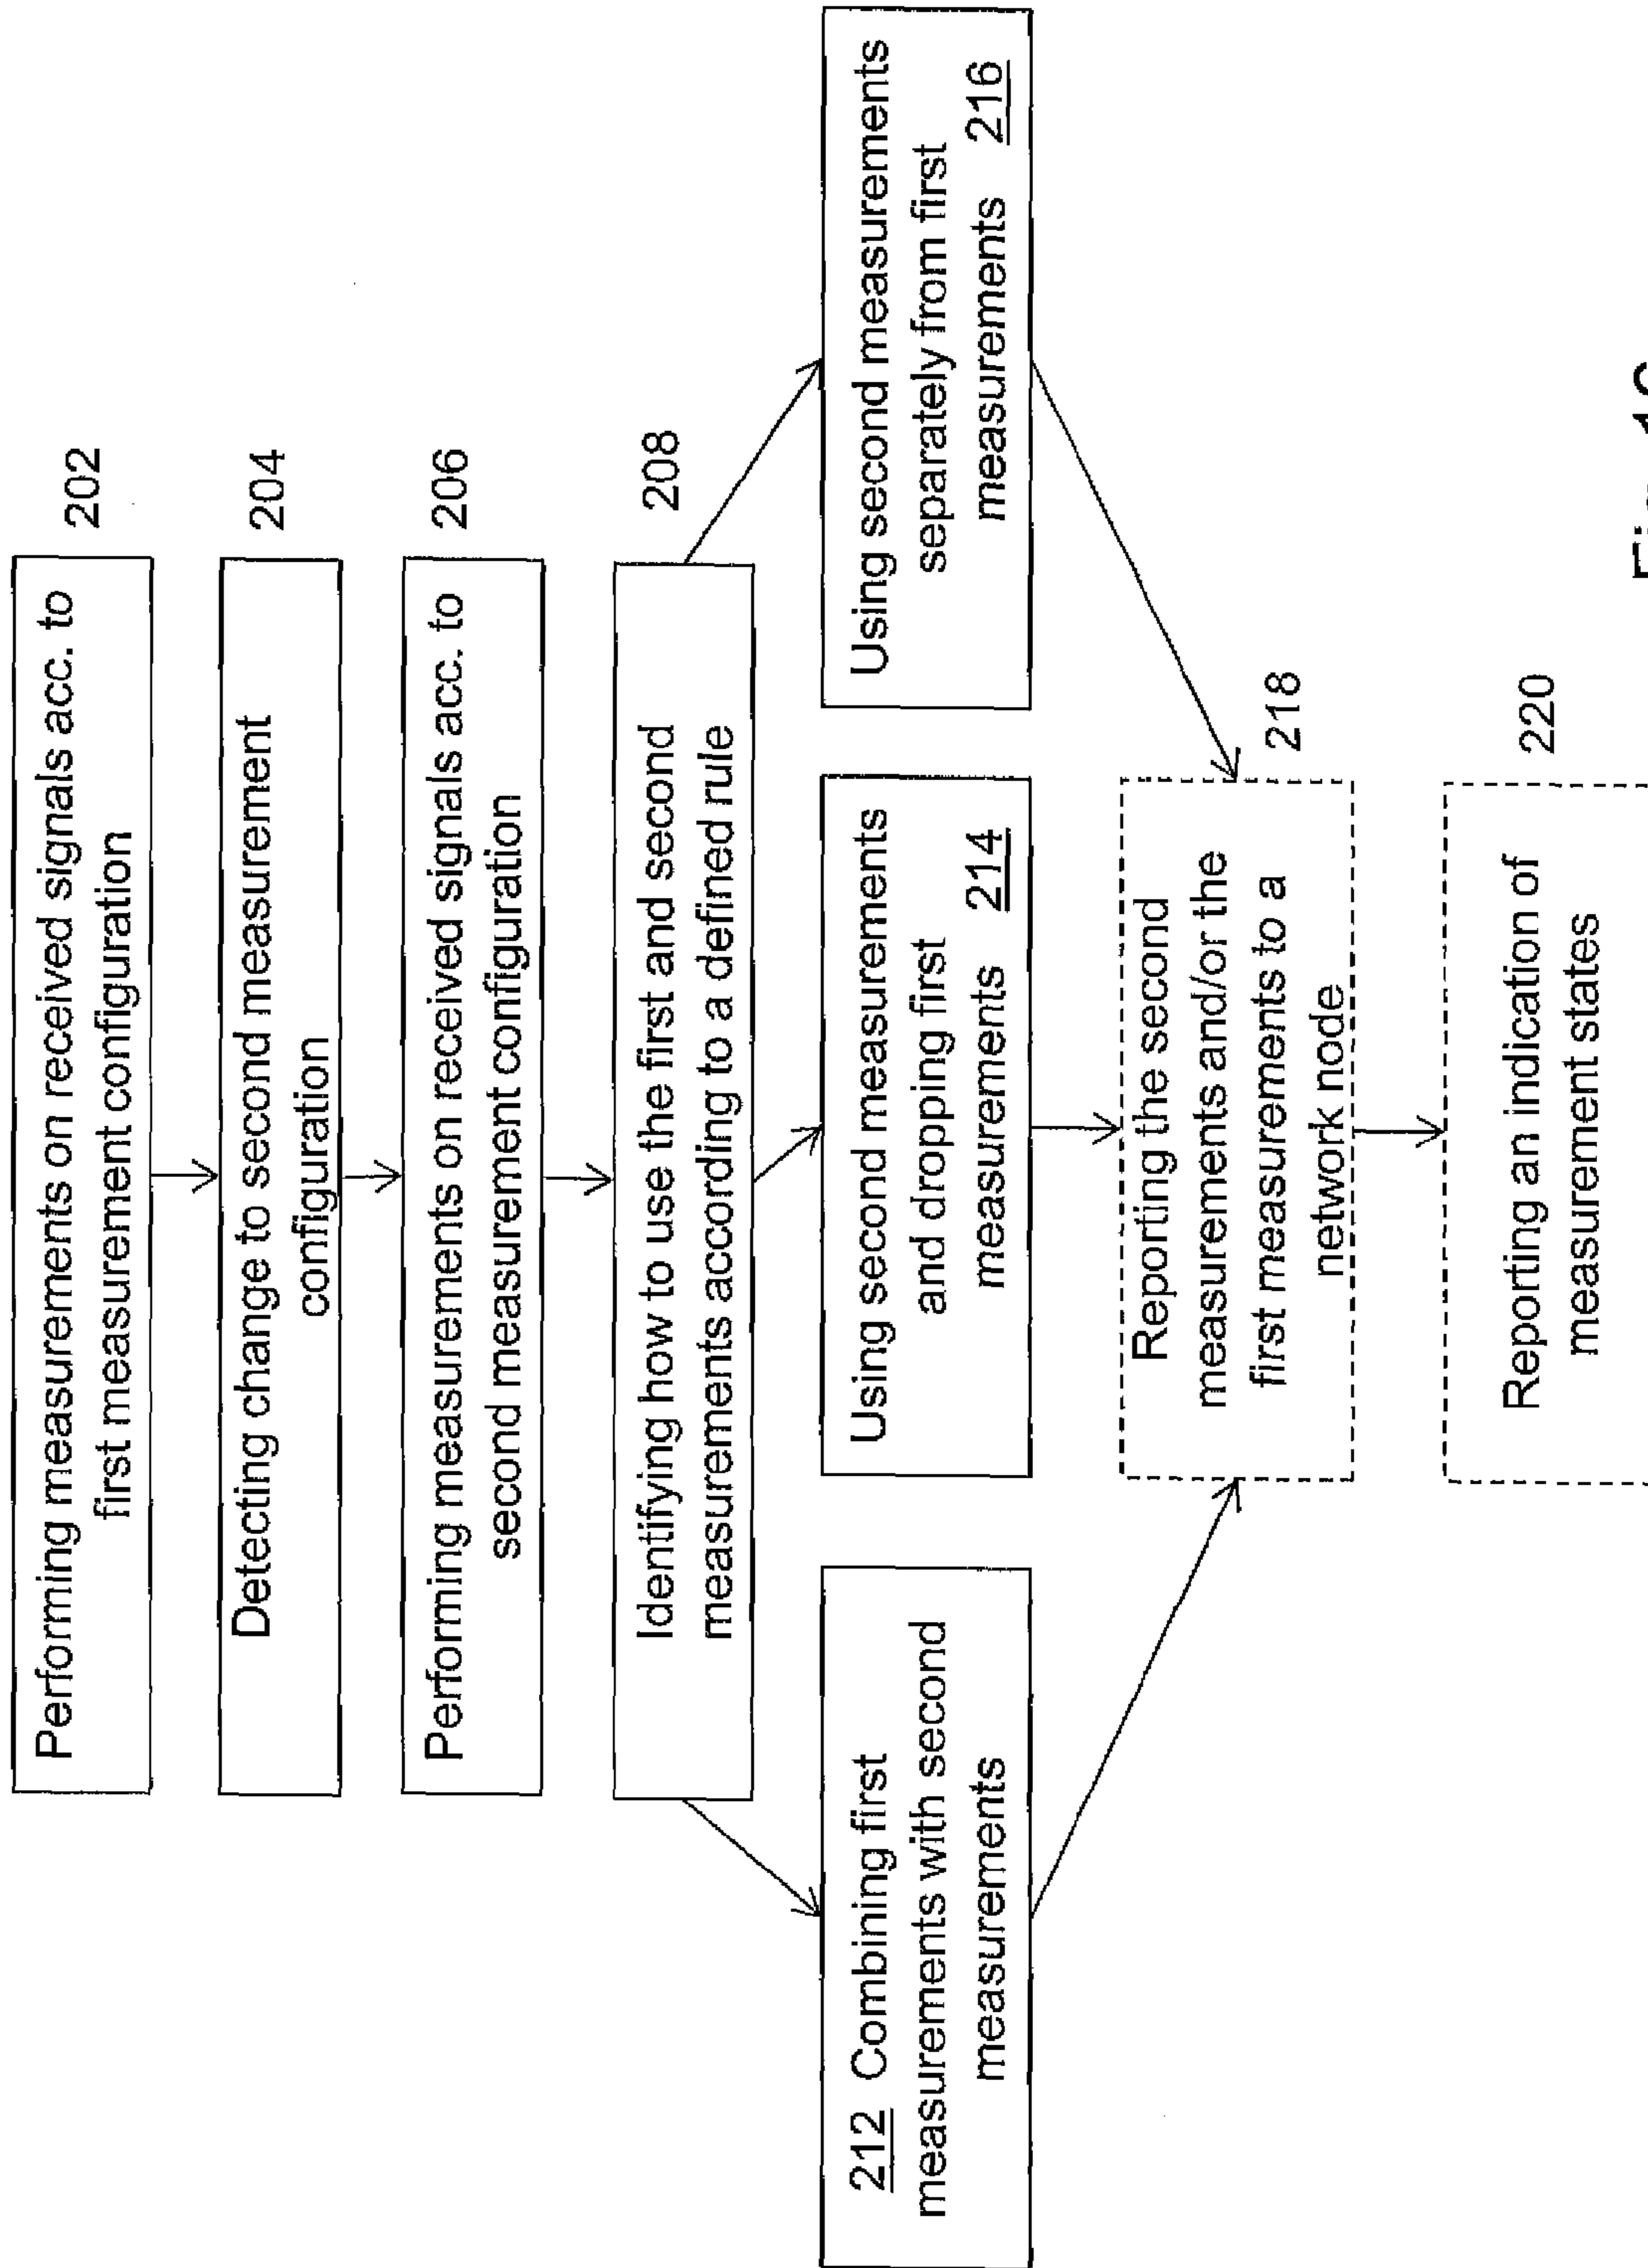 Performing measurements on received signals acc. to
first measurement configuration
202
Detecting change to second measurement
configuration
204
Performing measurements on received signals acc. to
second measurement configuration
206
Identifying how to use the first and second
measurements according to a defined rule
208
212 Combining first
measurements with second
measurements
Using second measurements
and dropping first
measurements 214
Using second measurements
separately from first
measurements 216
Reporting the second
measurements and/or the
first measurements to a
network node
218
Reporting an indication of
measurement states
220